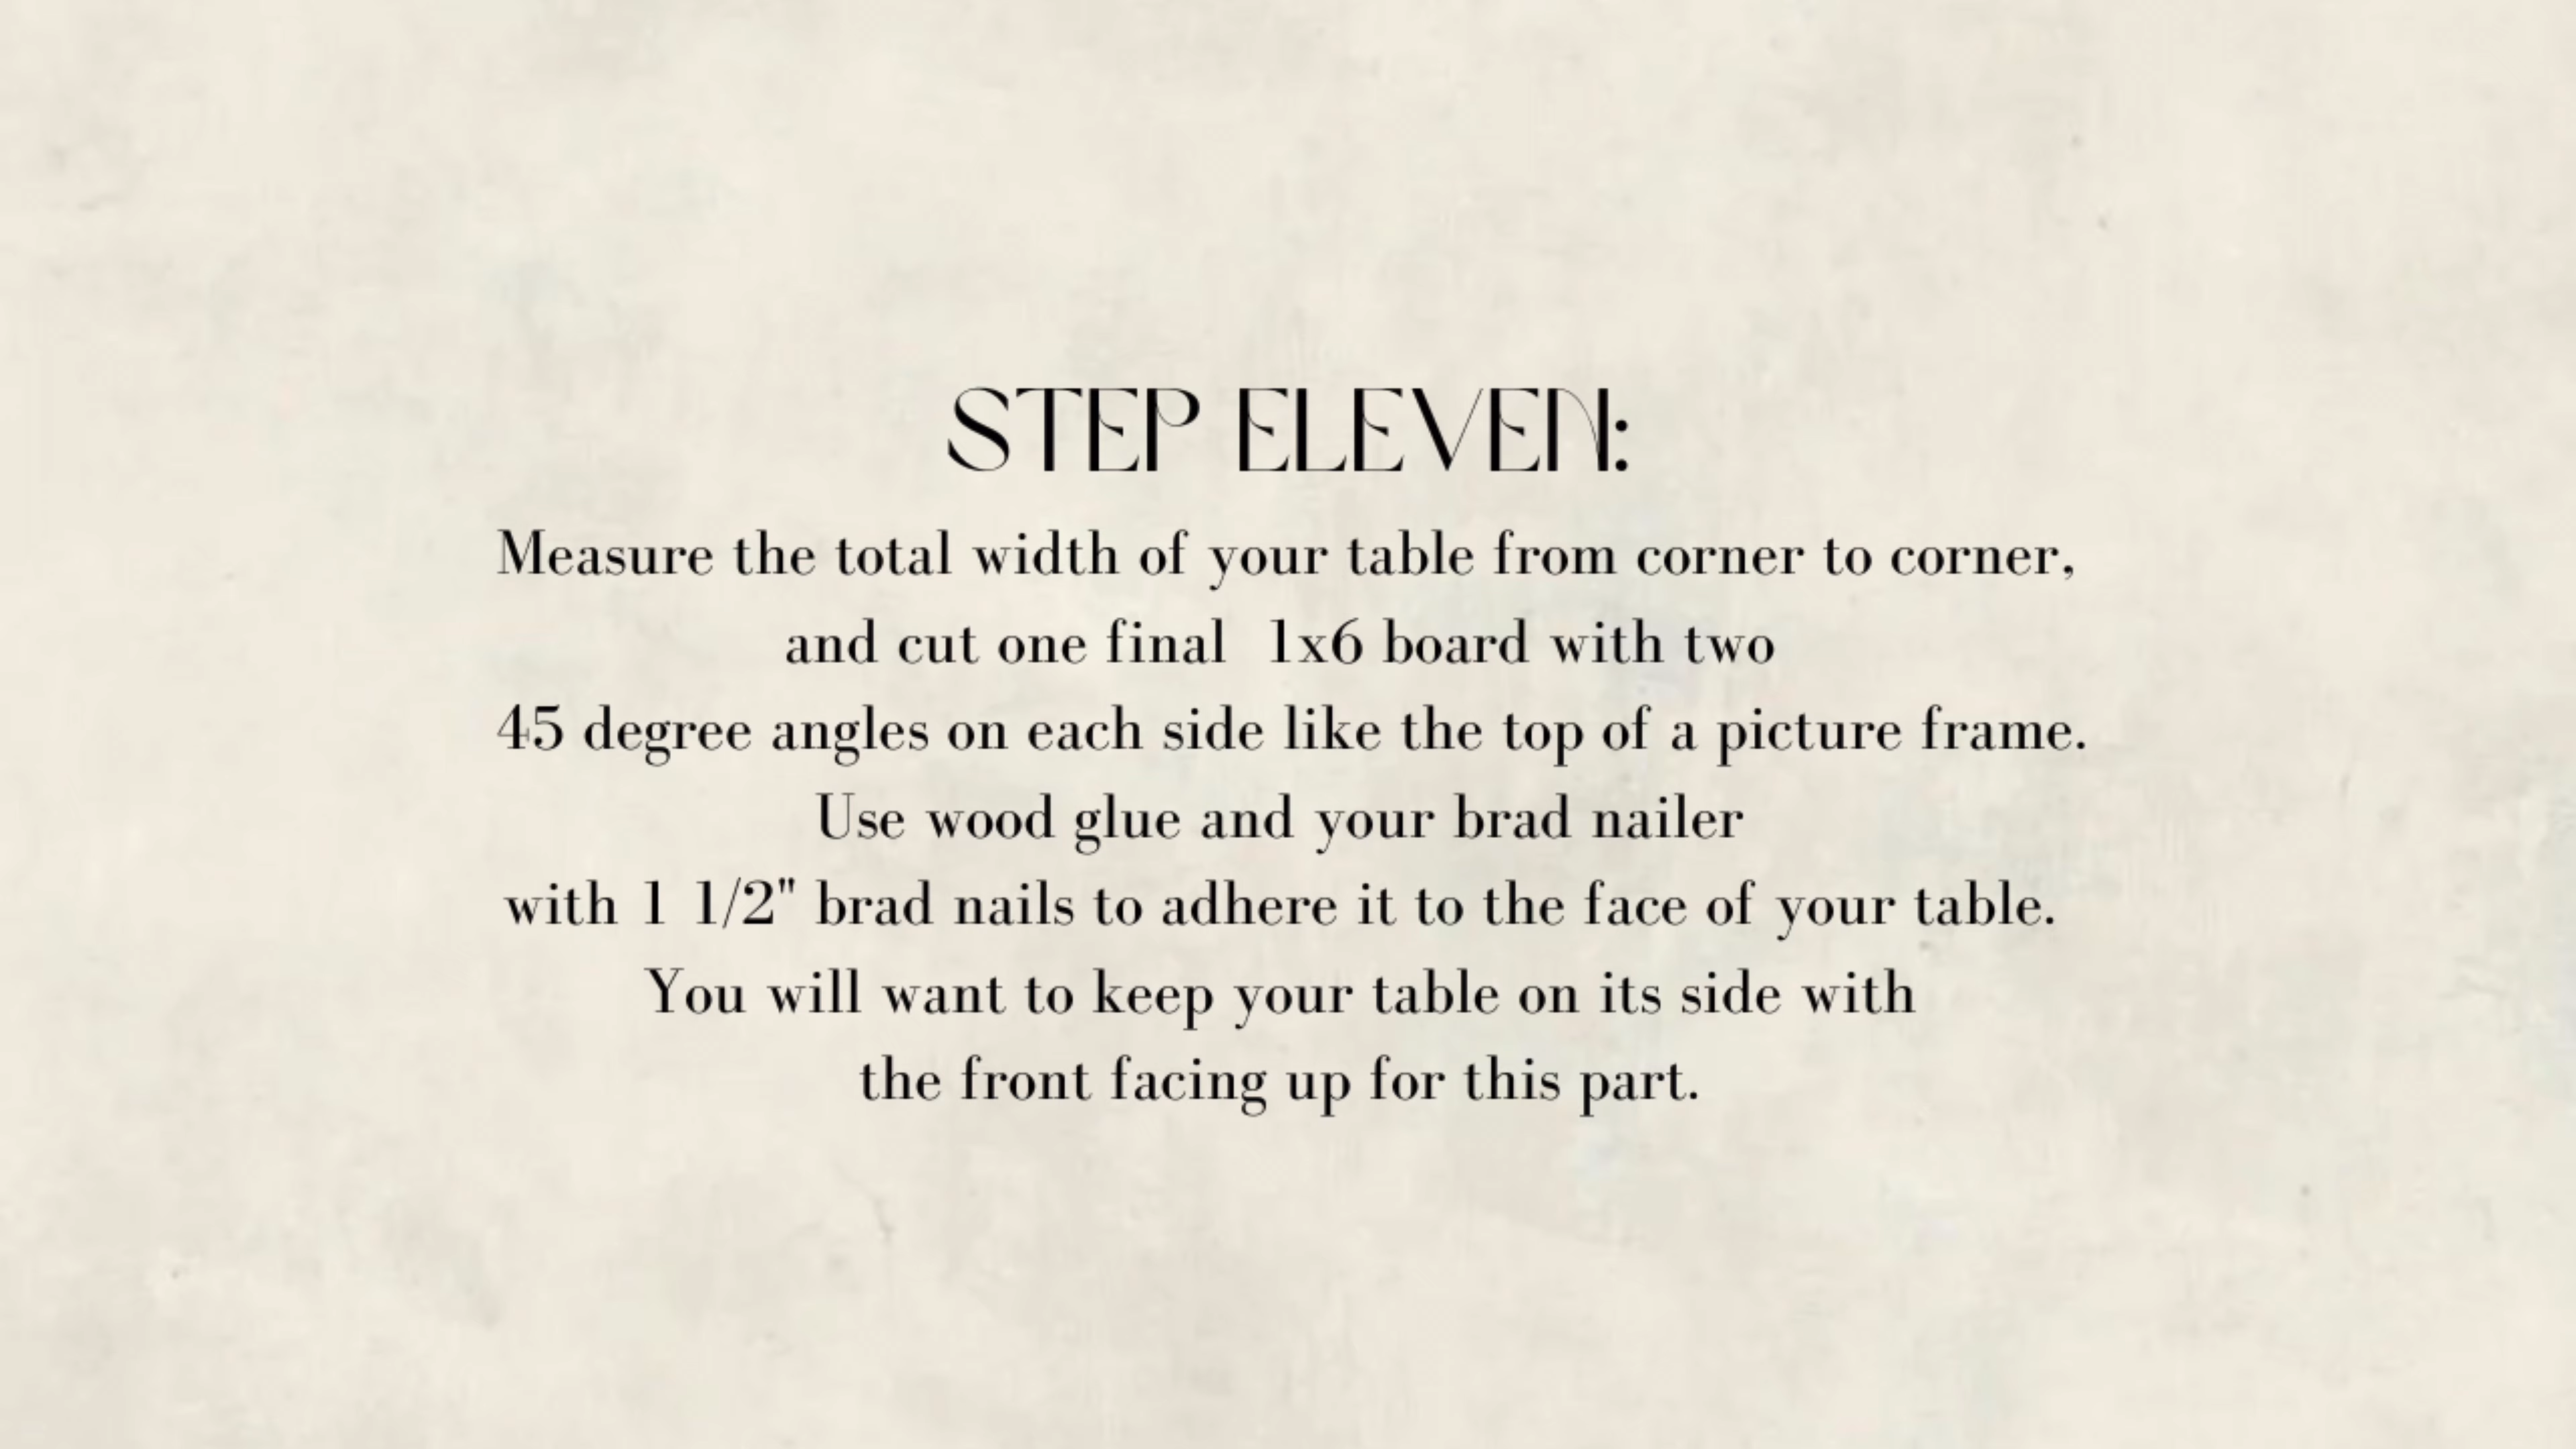 STEP ELEVEN:
Measure the total width of your table from corner to corner,
and cut one final  1x6 board with two
45 degree angles on each side like the top of a picture frame.
Use wood glue and your brad nailer
with 1 1/2" brad nails to adhere it to the face of your table.
You will want to keep your table on its side with
the front facing up for this part.